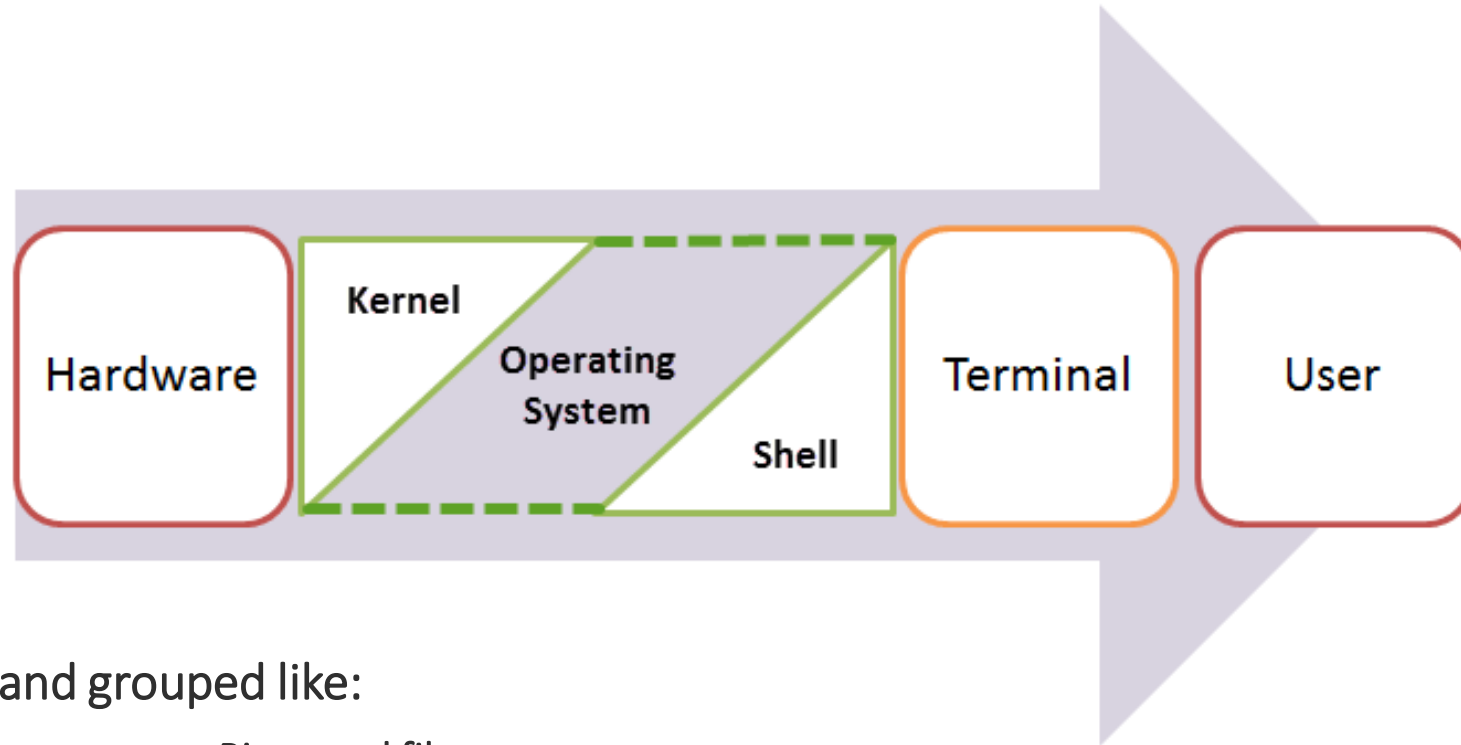 Kernel
Operating
System
Shell
Hardware
Terminal
User
and grouped like: